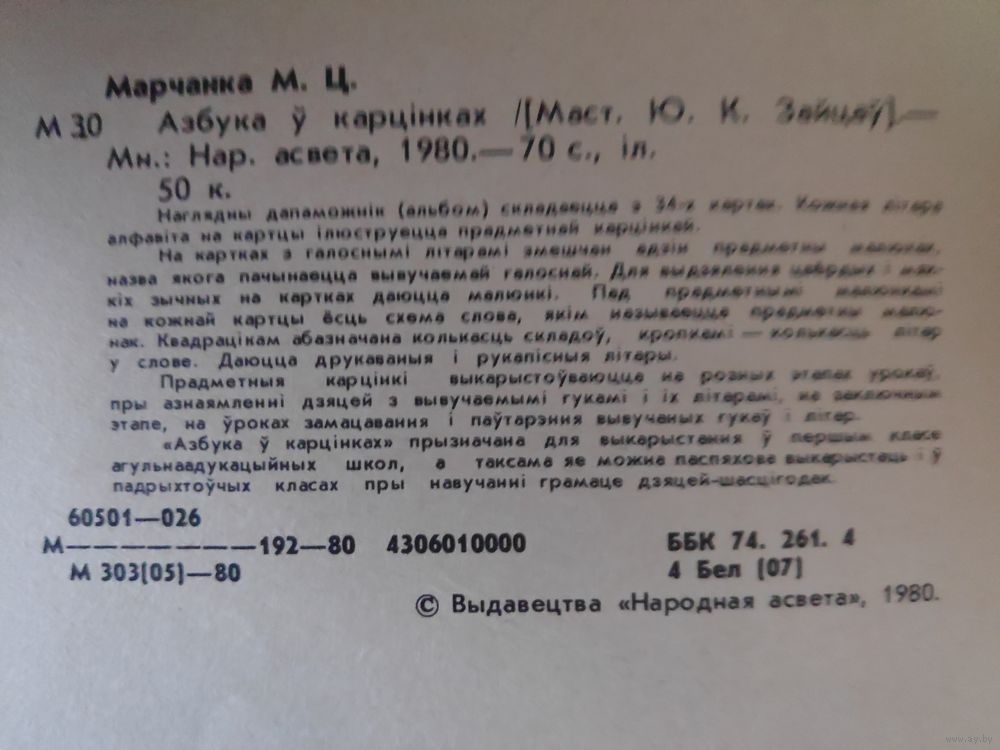 Марчанка М. Ц.
М 30 Азбука ў карцінках /[Маст. Ю. К. Зайцаў].—
Мн.: Нар. асвета, 1980.—70 с., іл.
50 к.
Наглядны дапаможнік (альбом) складаецца з 34-х картак. Кожная літара
алфавіта на картцы ілюструецца предметнай карцінкай.
На картках з галоснымі літарамі змешчан адзін предметны малюнак,
назва якога пачынаецца вывучаемай галоснай. Для выдзялення цвёрдых і мяк-
кіх зычных на картках даюцца малюнкі. Пад предметнымі малюнкамі
на кожнай картцы ёсць схема слова, якім называецца предметны малю-
нак. Квадрацікам абазначана колькасць складоў, кропкамі — колькасць літар
у слове. Даюцца друкаваныя і рукапісныя літары.
Прадметныя карцінкі выкарыстоўваюцца на розных этапах урокаў,
пры азнаямленні дзяцей з вывучаемымі гукамі і іх літарамі, на заключным
этапе, на ўроках замацавання і паўтарэння вывучаных гукаў і літар.
«Азбука ў карцінках» прызначана для выкарыстання ў першым класе
агульнаадукацыйных школ, а таксама яе можна паспяхова выкарыстаць і ў
падрыхтоўчых класах пры навучанні грамаце дзяцей-шасцігодак.
60501—026
М————————192—80 4306010000 ББК 74. 261. 4
М 303(05)—80 4 Бел (07)
© Выдавецтва «Народная асвета», 1980.
www.ay.by